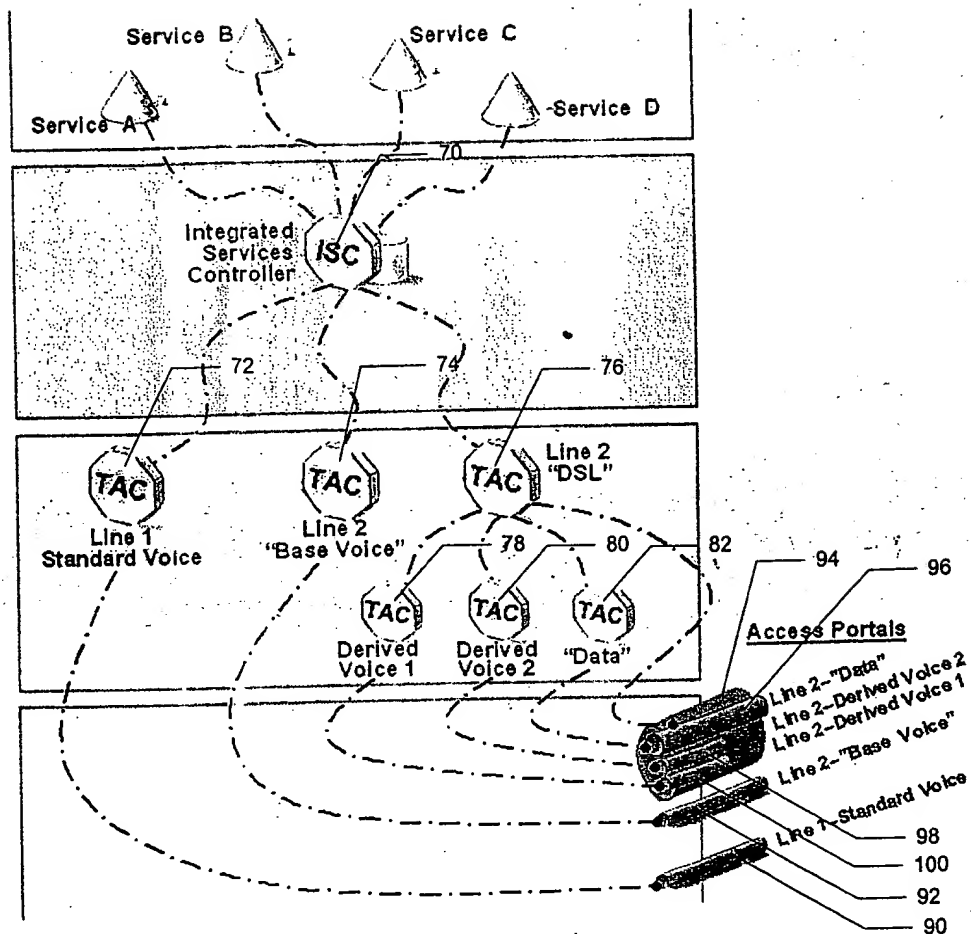 Service B
Service C
Service A
Service D
70
Integrated
Services
Controller
ISC
72
74
76
TAC
Line 1
Standard Voice
TAC
Line 2
"Base Voice"
TAC
Line 2
"DSL"
78
80
82
TAC
Derived
Voice 1
TAC
Derived
Voice 2
TAC
"Data"
94
96
Access Portals
Line 2-"Data"
Line 2-Derived Voice 2
Line 2-Derived Voice 1
Line 2-"Base Voice"
Line 1-Standard Voice
98
100
92
90